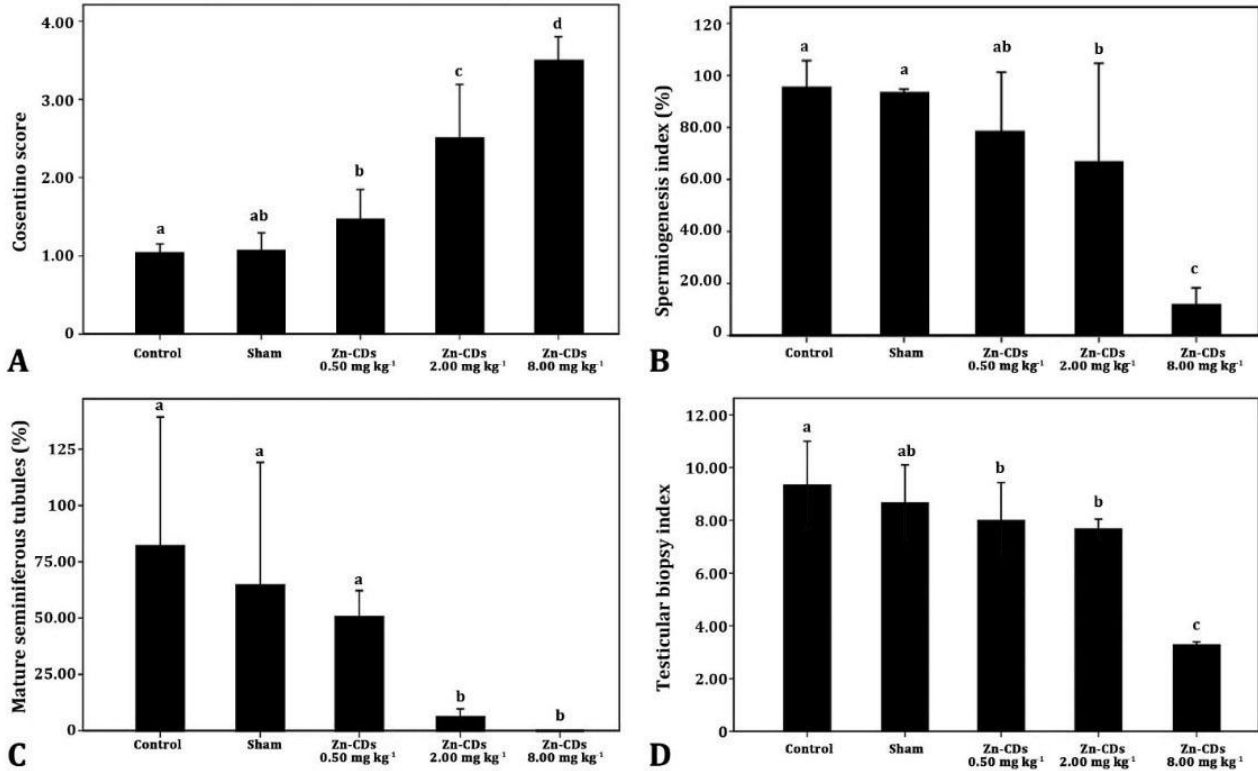 4.00
3.00
2.00
1.00
0
Cosentino score
a
ab
b
c
d
Control
Sham
Zn-CDs
0.50 mg kg⁻¹
Zn-CDs
2.00 mg kg⁻¹
Zn-CDs
8.00 mg kg⁻¹
A
120
100
80.00
60.00
40.00
20.00
0
Spermiogenesis index (%)
a
a
ab
b
c
Control
Sham
Zn-CDs
0.50 mg kg⁻¹
Zn-CDs
2.00 mg kg⁻¹
Zn-CDs
8.00 mg kg⁻¹
B
125
100
75.00
50.00
25.00
0
Mature seminiferous tubules (%)
a
a
a
b
b
Control
Sham
Zn-CDs
0.50 mg kg⁻¹
Zn-CDs
2.00 mg kg⁻¹
Zn-CDs
8.00 mg kg⁻¹
C
12.00
10.00
8.00
6.00
4.00
2.00
0
Testicular biopsy index
a
ab
b
b
c
Control
Sham
Zn-CDs
0.50 mg kg⁻¹
Zn-CDs
2.00 mg kg⁻¹
Zn-CDs
8.00 mg kg⁻¹
D